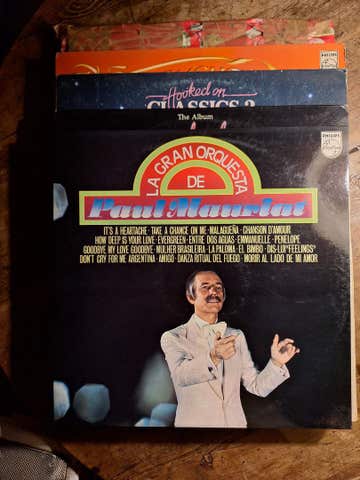 PHILIPS
Hooked on
CLASSICS 2
The Album
PHILIPS
LA GRAN ORQUESTA
DE
Paul Mauriat
IT'S A HEARTACHE · TAKE A CHANCE ON ME · MALAGUEÑA · CHANSON D'AMOUR
HOW DEEP IS YOUR LOVE · EVERGREEN · ENTRE DOS AGUAS · EMMANUELLE · PENELOPE
GOODBYE MY LOVE GOODBYE · MULHER BRASILEIRA · LA PALOMA · EL BIMBO · DIS-LUI "FEELINGS"
DON'T CRY FOR ME ARGENTINA · AMIGO · DANZA RITUAL DEL FUEGO · MORIR AL LADO DE MI AMOR